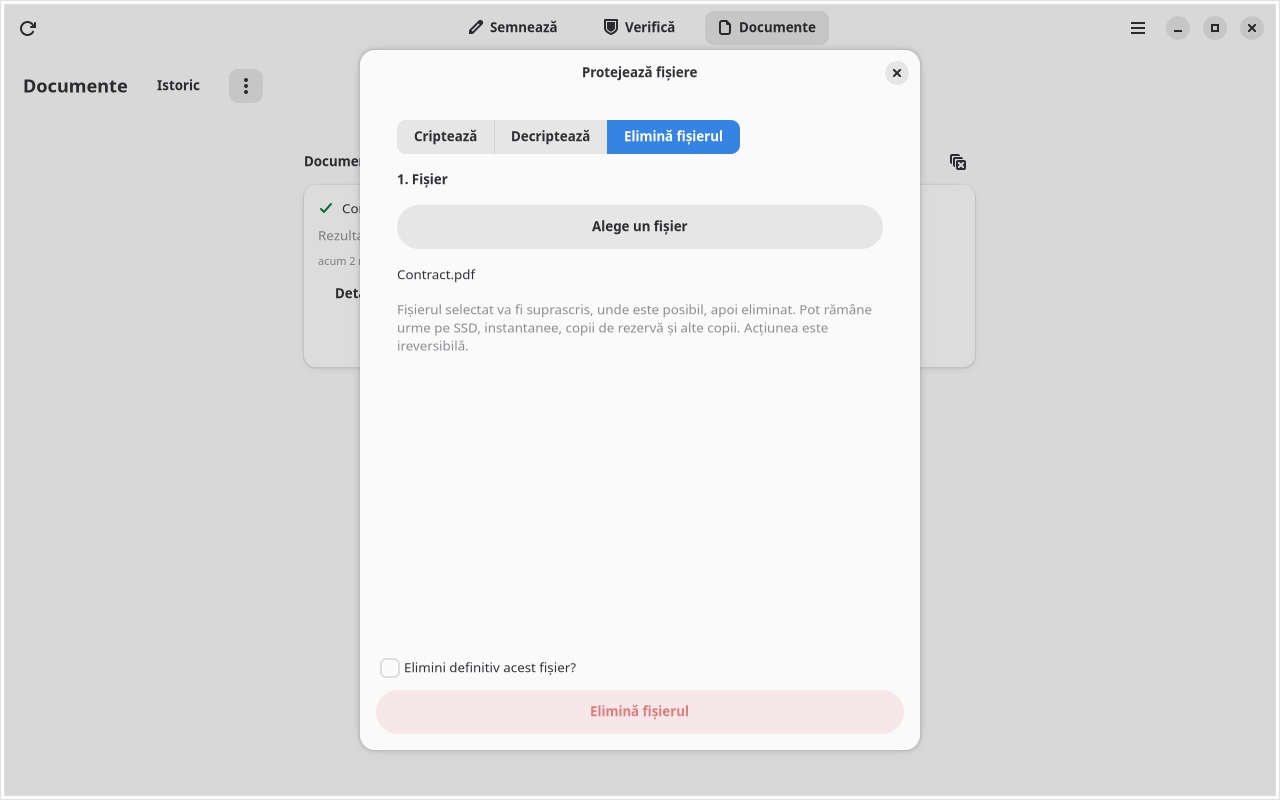 Semnează
Verifică
Documente
Documente
Istoric
Protejează fișiere
Criptează
Decriptează
Elimină fișierul
1. Fișier
Alege un fișier
Contract.pdf
Fișierul selectat va fi suprascris, unde este posibil, apoi eliminat. Pot rămâne
urme pe SSD, instantanee, copii de rezervă și alte copii. Acțiunea este
ireversibilă.
Elimini definitiv acest fișier?
Elimină fișierul
acum 2